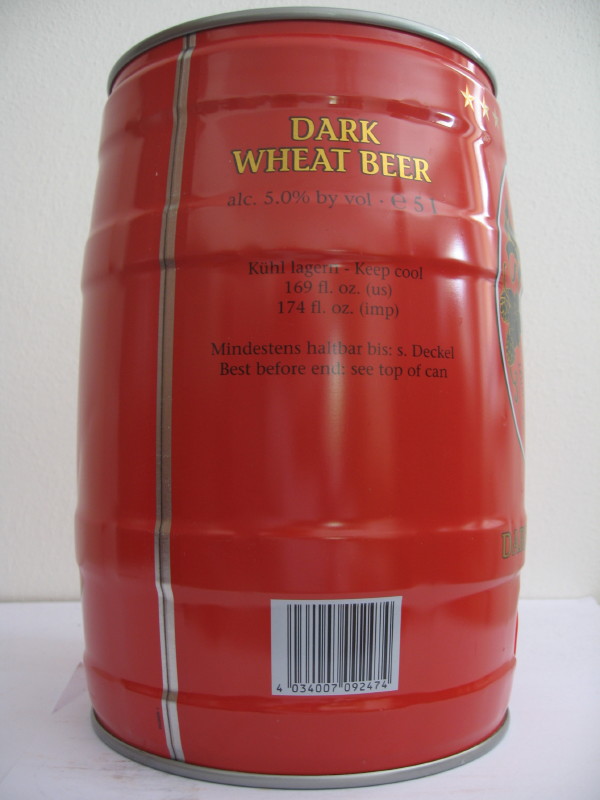 DARK
WHEAT BEER
alc. 5.0% by vol · ℮ 5 l
Kühl lagern - Keep cool
169 fl. oz. (us)
174 fl. oz. (imp)
Mindestens haltbar bis: s. Deckel
Best before end: see top of can
4 034007 092474